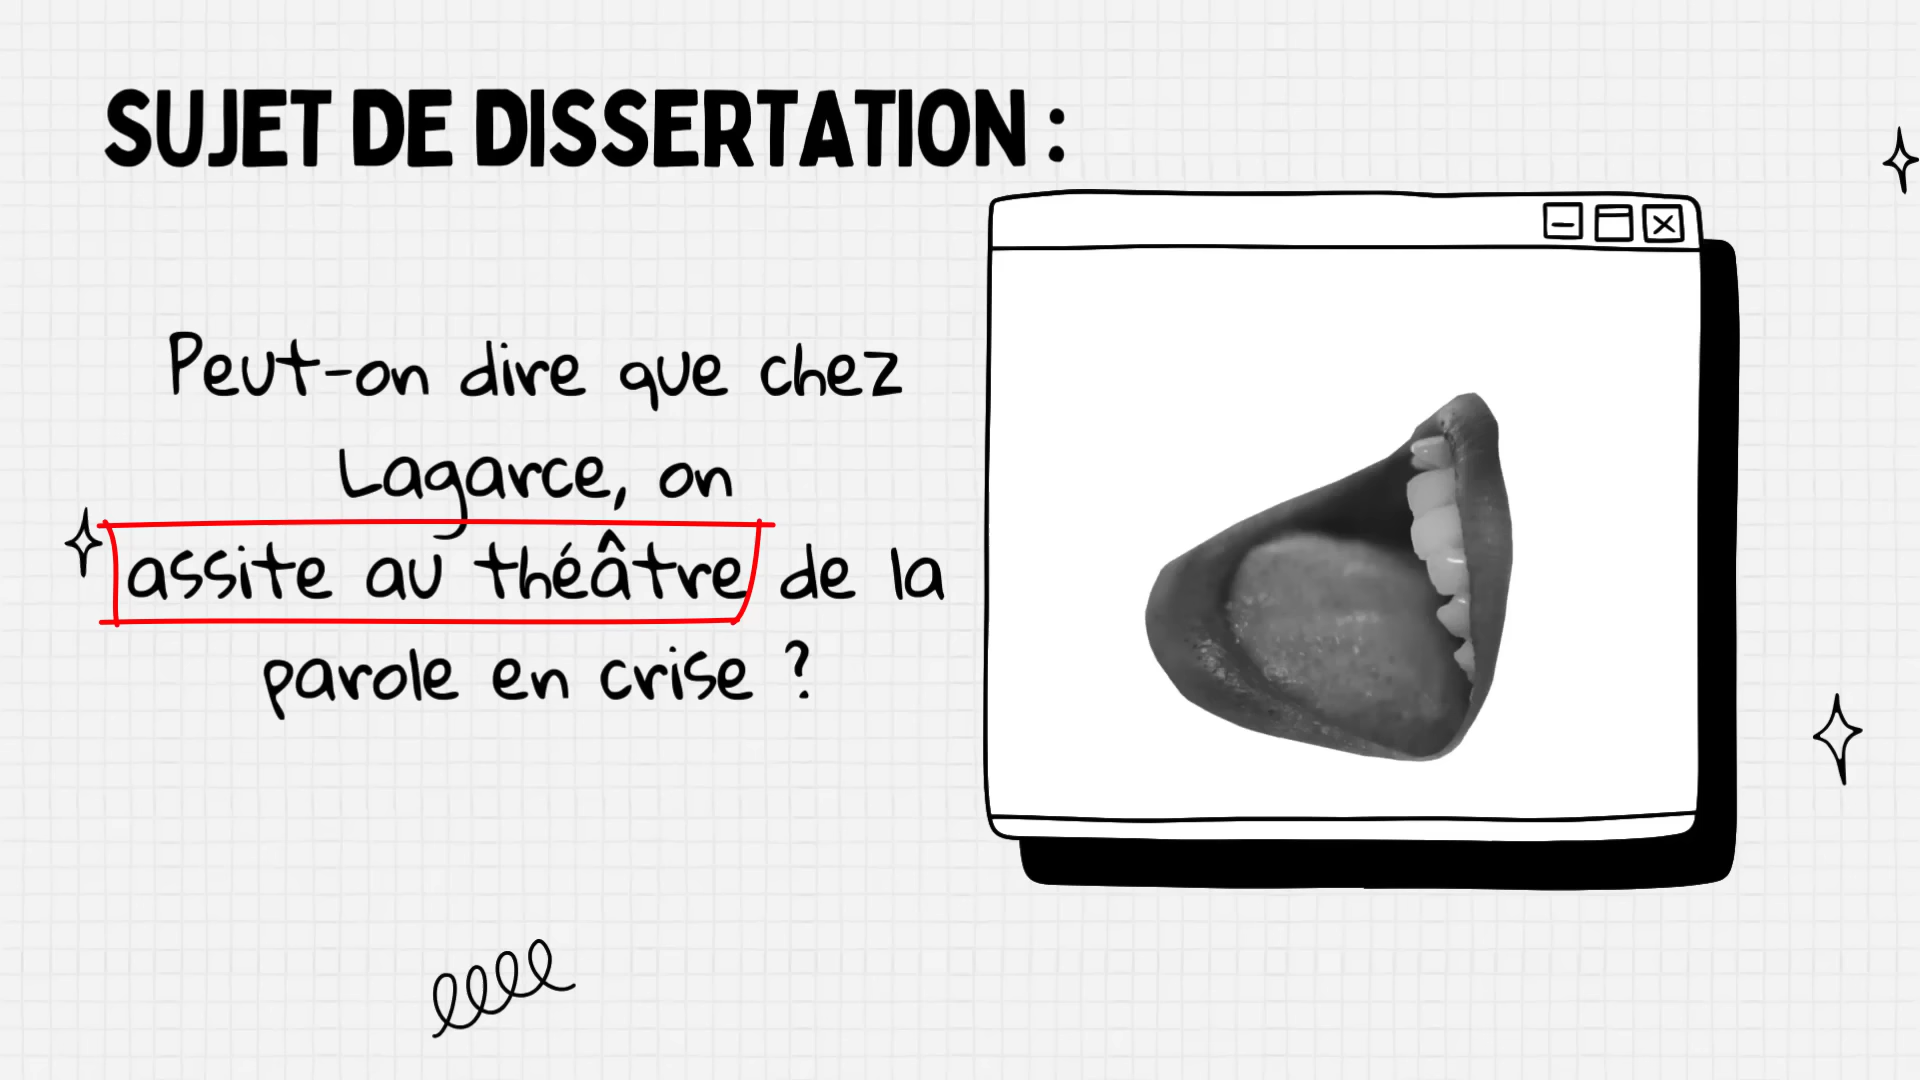 SUJET DE DISSERTATION :
Peut-on dire que chez
Lagarce, on
assite au théâtre de la
parole en crise ?